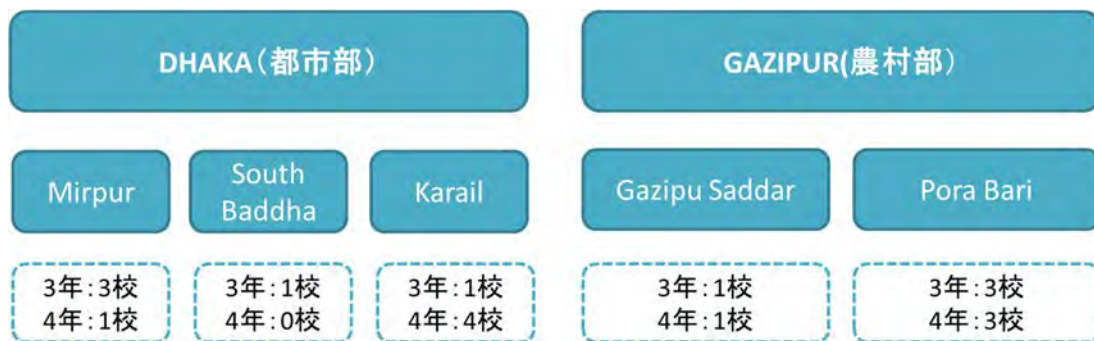 DHAKA（都市部）
GAZIPUR(農村部）
Mirpur
South
Baddha
Karail
Gazipu Saddar
Pora Bari
3年：3校
4年：1校
3年：1校
4年：0校
3年：1校
4年：4校
3年：1校
4年：1校
3年：3校
4年：3校